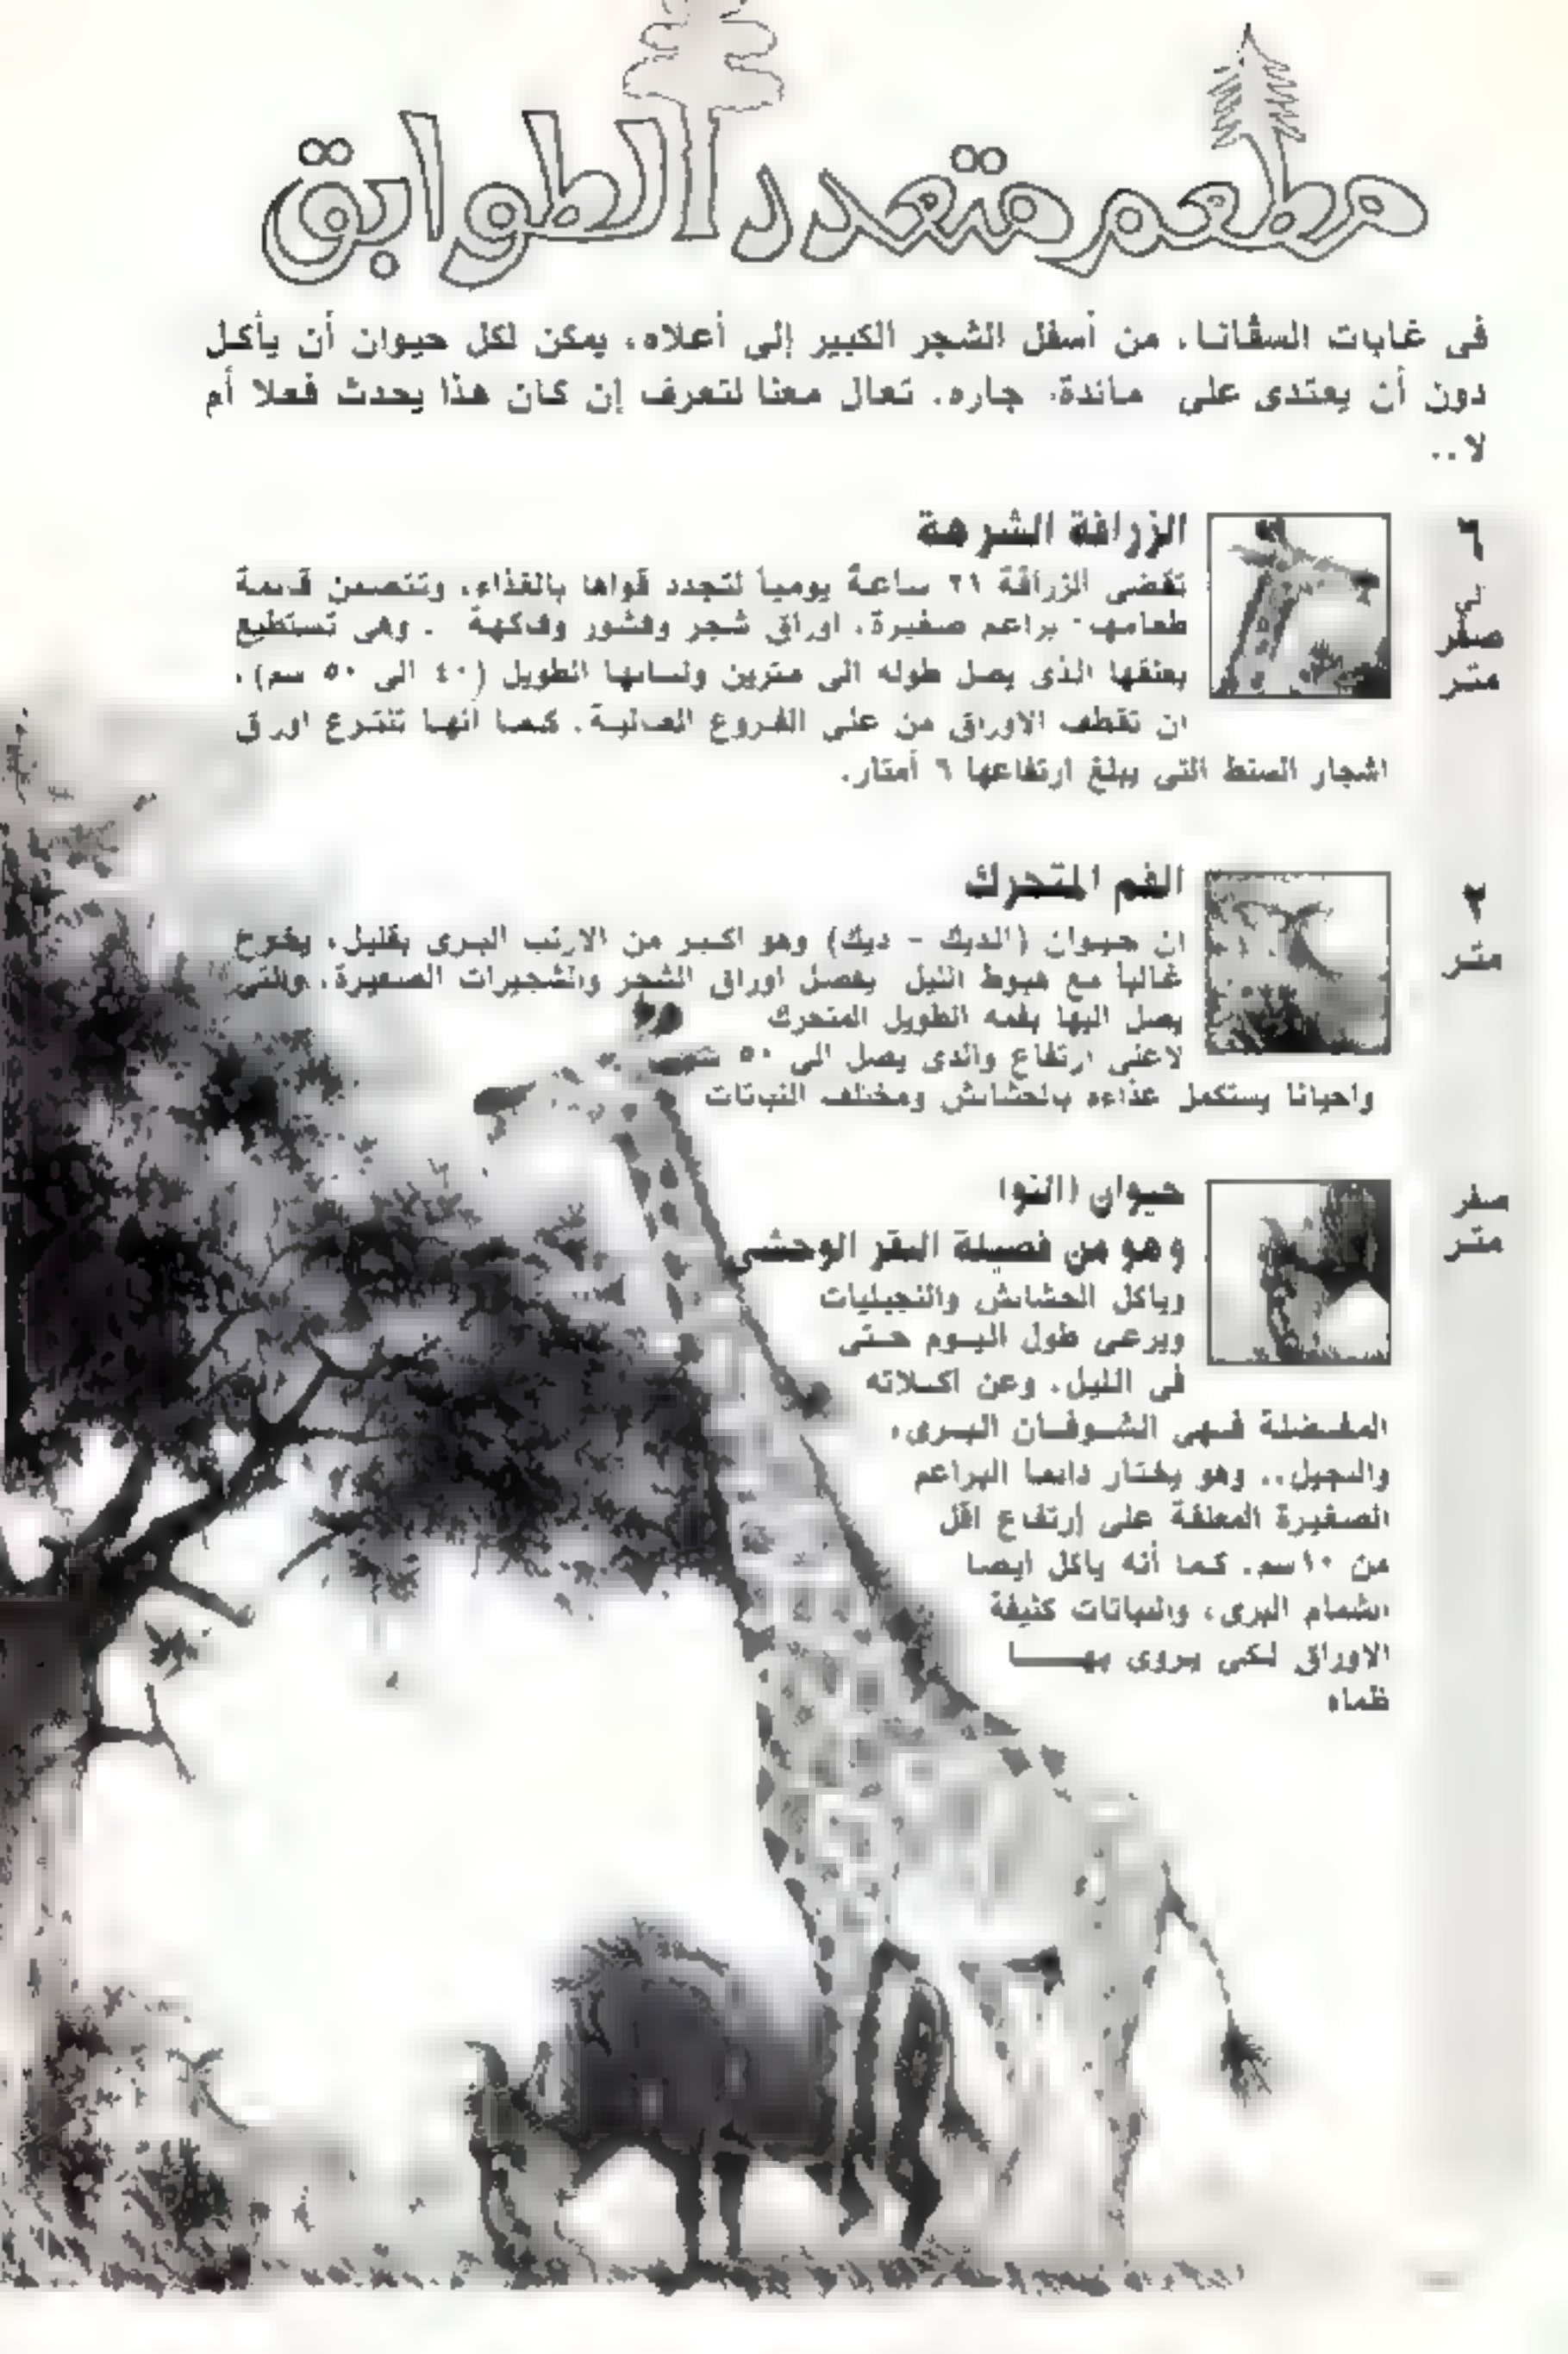 مطعم متعدد الطوابق
فى غابات السڤانا، من أسفل الشجر الكبير إلى أعلاه، يمكن لكل حيوان أن يأكل
دون أن يعتدى على مائدة جاره. تعال معنا لنعرف إن كان هذا يحدث فعلا أم
لا..
٦
إلى
صفر
متر
الزرافة الشرهة
تقضى الزرافة ٢١ ساعة يومياً لتجدد قواها بالغذاء، وتتضمن قائمة
طعامها: براعم صغيرة، اوراق شجر وقشور وفاكهة. وهى تستطيع
بعنقها الذى يصل طوله الى مترين ولسانها الطويل (٤٠ الى ٥٠ سم)،
ان تقطف الاوراق من على الفروع العالية. كما أنها تنتزع اوراق
اشجار السنط التى يبلغ ارتفاعها ٦ أمتار.
٢
متر
الفم المتحرك
ان حيوان (الديك - ديك) وهو اكبر من الارنب البرى بقليل، يخرج
غالباً مع هبوط الليل يفضل اوراق الشجر والشجيرات الصغيرة، والتى
يصل اليها بفمه الطويل المتحرك
لاعلى ارتفاع والذى يصل الى ٥٠
واحيانا يستكمل غذاءه بالحشائش ومختلف النباتات
صفر
متر
حيوان (النو)
وهو من فصيلة البقر الوحشى
وياكل الحشائش والنجيليات
ويرعى طول اليوم حتى
فى الليل. وعن اكلاته
المفضلة فهى الشوفان البرى،
والنجيل.. وهو يختار دائما البراعم
الصغيرة المعلقة على إرتفاع اقل
من ١٠سم. كما أنه ياكل ايضا
الشمام البرى، والنباتات كثيفة
الاوراق لكى يروى بها
ظماه